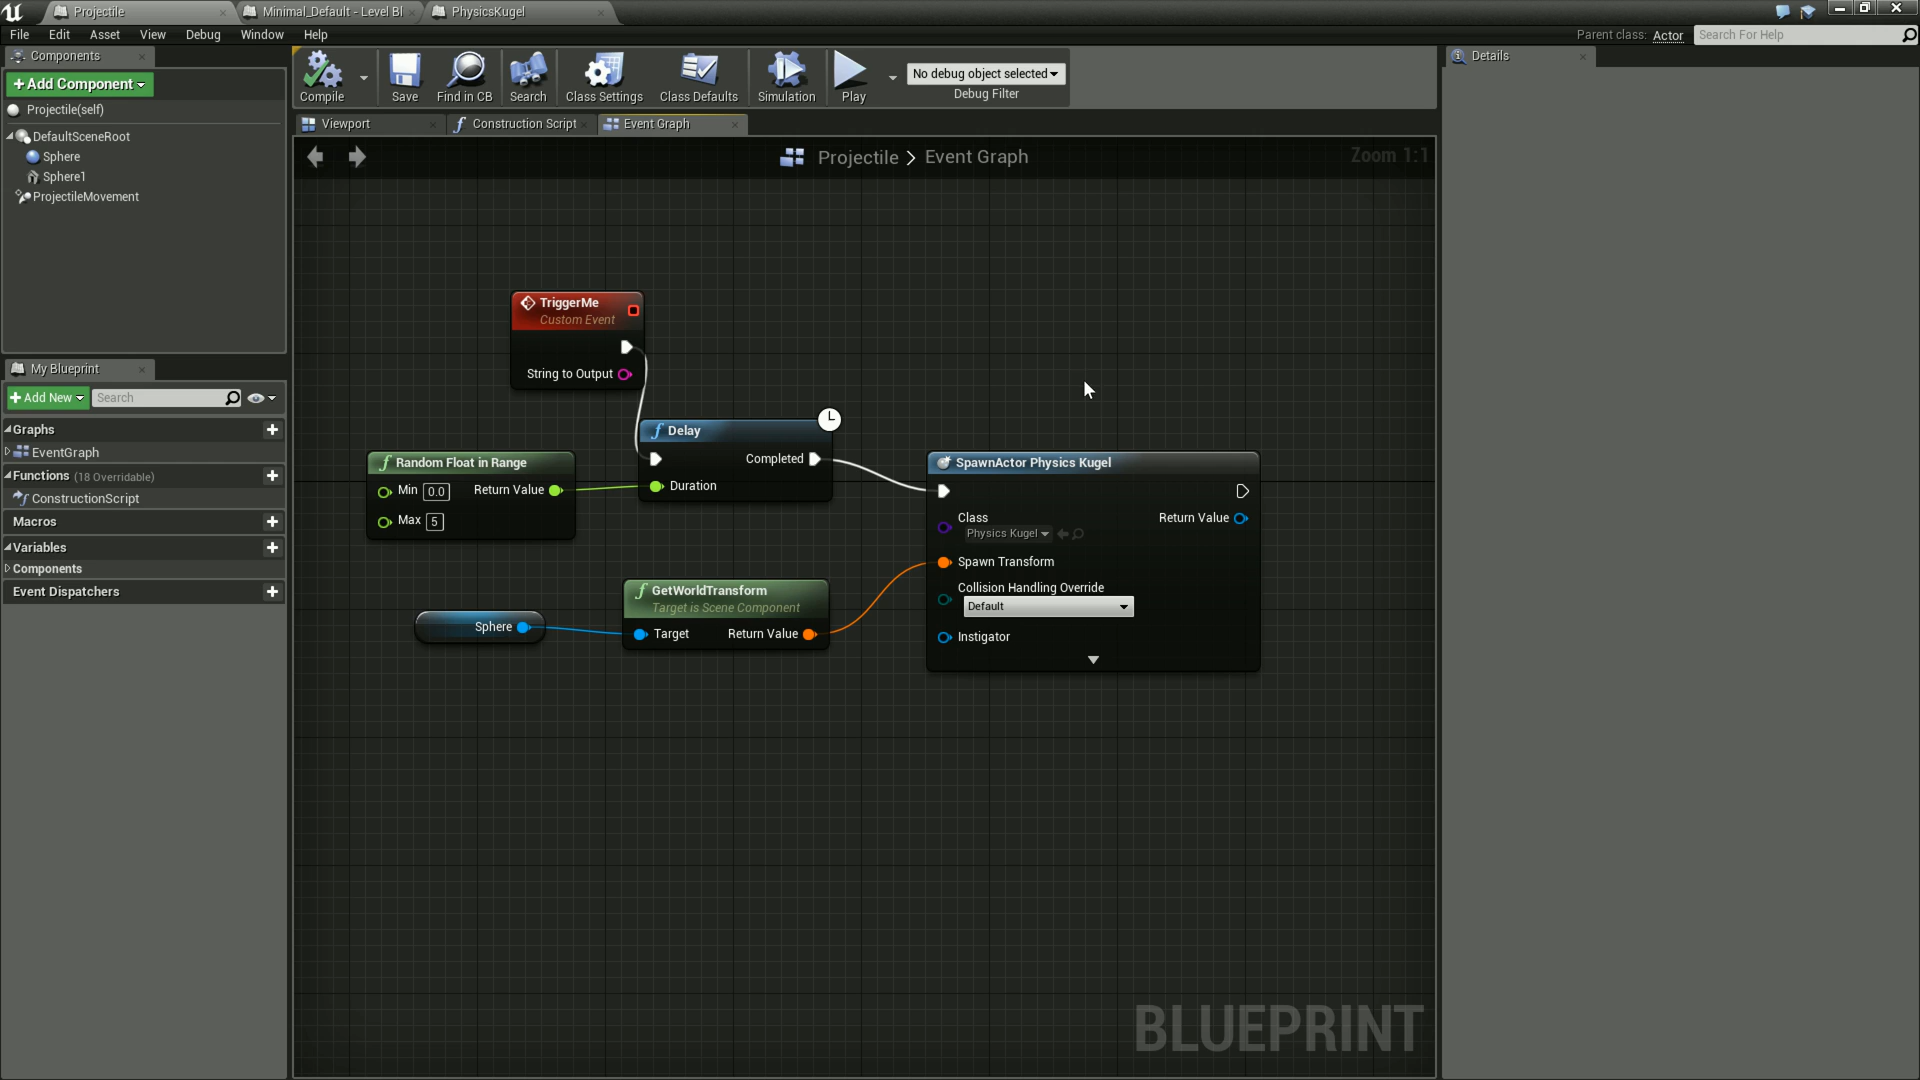 Projectile
Minimal_Default - Level Bl
PhysicsKugel
File Edit Asset View Debug Window Help
Parent class: Actor
Search For Help
Components
Add Component
Projectile(self)
DefaultSceneRoot
Sphere
Sphere1
ProjectileMovement
My Blueprint
Add New
Search
Graphs
EventGraph
Functions (18 Overridable)
ConstructionScript
Macros
Variables
Components
Event Dispatchers
Compile
Save
Find in CB
Search
Class Settings
Class Defaults
Simulation
Play
No debug object selected
Debug Filter
Viewport
Construction Script
Event Graph
Projectile > Event Graph
Zoom 1:1
TriggerMe
Custom Event
String to Output
Delay
Completed
Duration
Random Float in Range
Min 0.0 Return Value
Max 5
Sphere
GetWorldTransform
Target is Scene Component
Target Return Value
SpawnActor Physics Kugel
Class
Return Value
Physics Kugel
Spawn Transform
Collision Handling Override
Default
Instigator
BLUEPRINT
Details